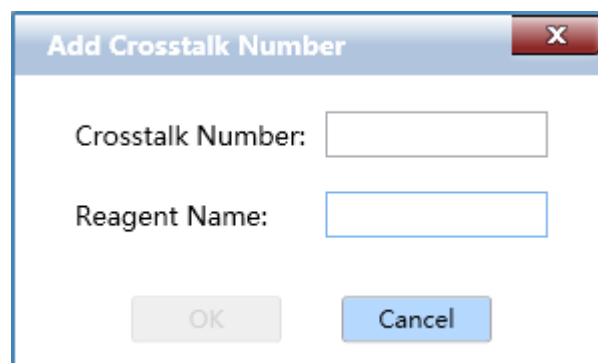 Add Crosstalk Number
x
Crosstalk Number:
Reagent Name:
OK Cancel